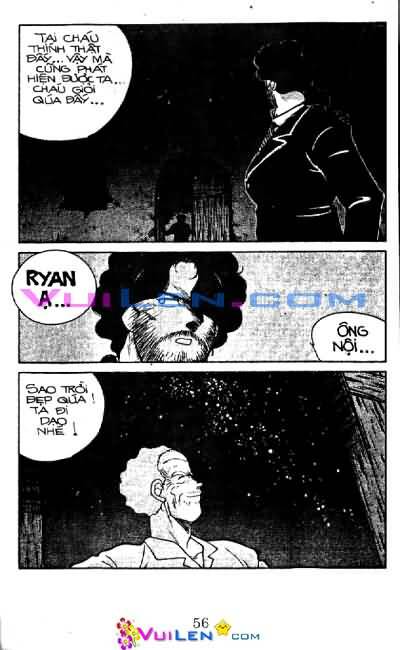 TAI CHÁU
THÍNH THẬT
ĐẤY... VẬY MÀ
CŨNG PHÁT
HIỆN ĐƯỢC TA...
CHÁU GIỎI
QÚA ĐẤY...
RYAN
Ạ...
VUILEN.COM
ÔNG
NỘI...
SAO TRỜI
ĐẸP QÚA!
TA ĐI
DẠO
NHÉ!
56
VUILEN.COM